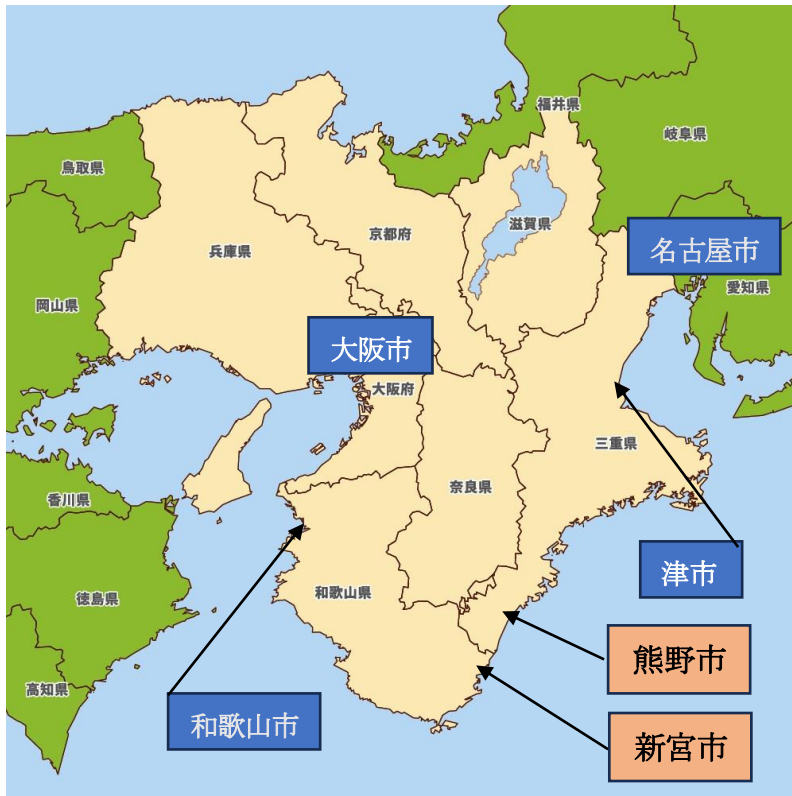 福井県
岐阜県
鳥取県
滋賀県
京都府
兵庫県
名古屋市
愛知県
岡山県
大阪市
大阪府
三重県
奈良県
香川県
津市
和歌山県
徳島県
熊野市
高知県
和歌山市
新宮市